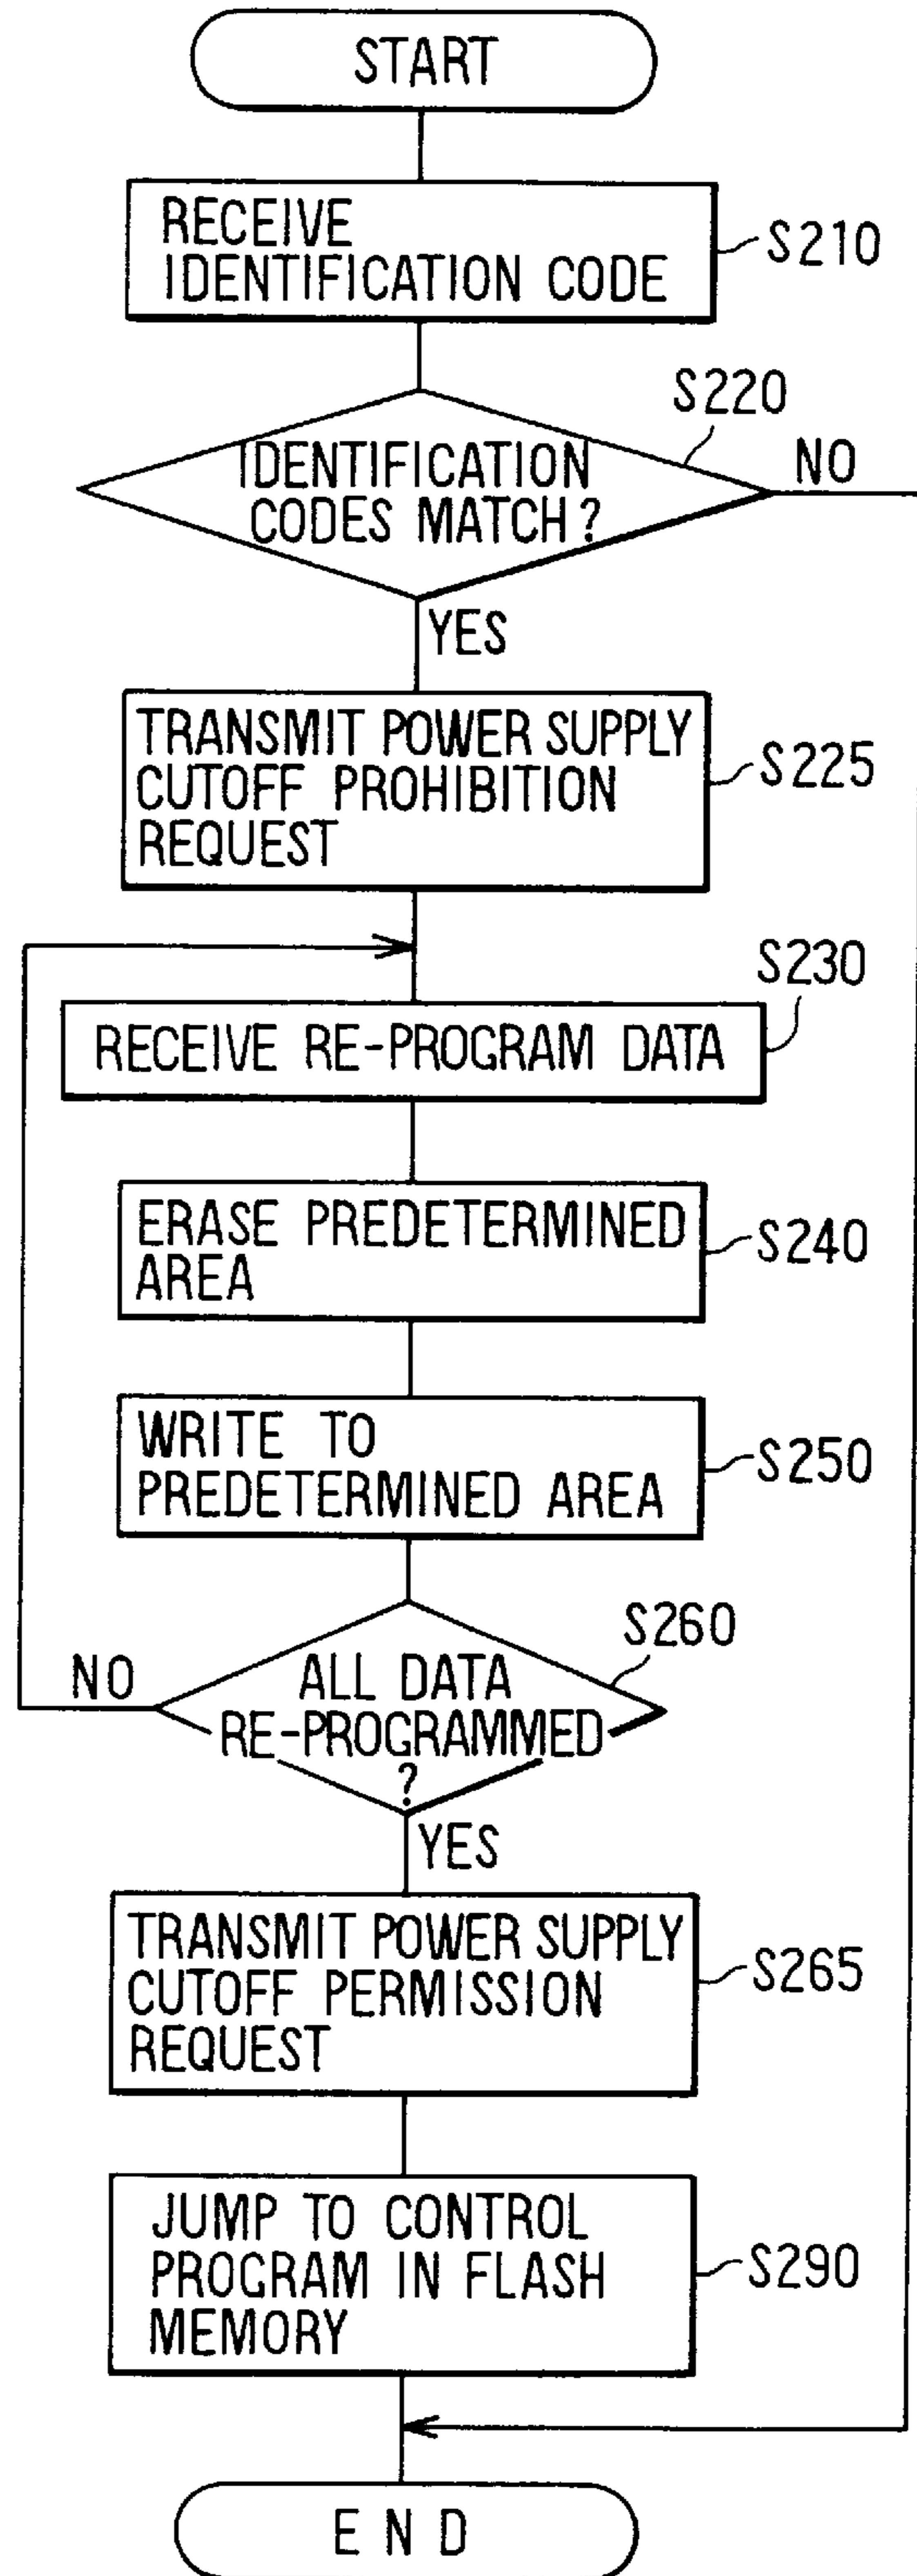 START
RECEIVE
IDENTIFICATION CODE
S210
S220
IDENTIFICATION
CODES MATCH?
NO
YES
TRANSMIT POWER SUPPLY
CUTOFF PROHIBITION
REQUEST
S225
S230
RECEIVE RE-PROGRAM DATA
ERASE PREDETERMINED
AREA
S240
WRITE TO
PREDETERMINED AREA
S250
S260
ALL DATA
RE-PROGRAMMED
?
NO
YES
TRANSMIT POWER SUPPLY
CUTOFF PERMISSION
REQUEST
S265
JUMP TO CONTROL
PROGRAM IN FLASH
MEMORY
S290
END